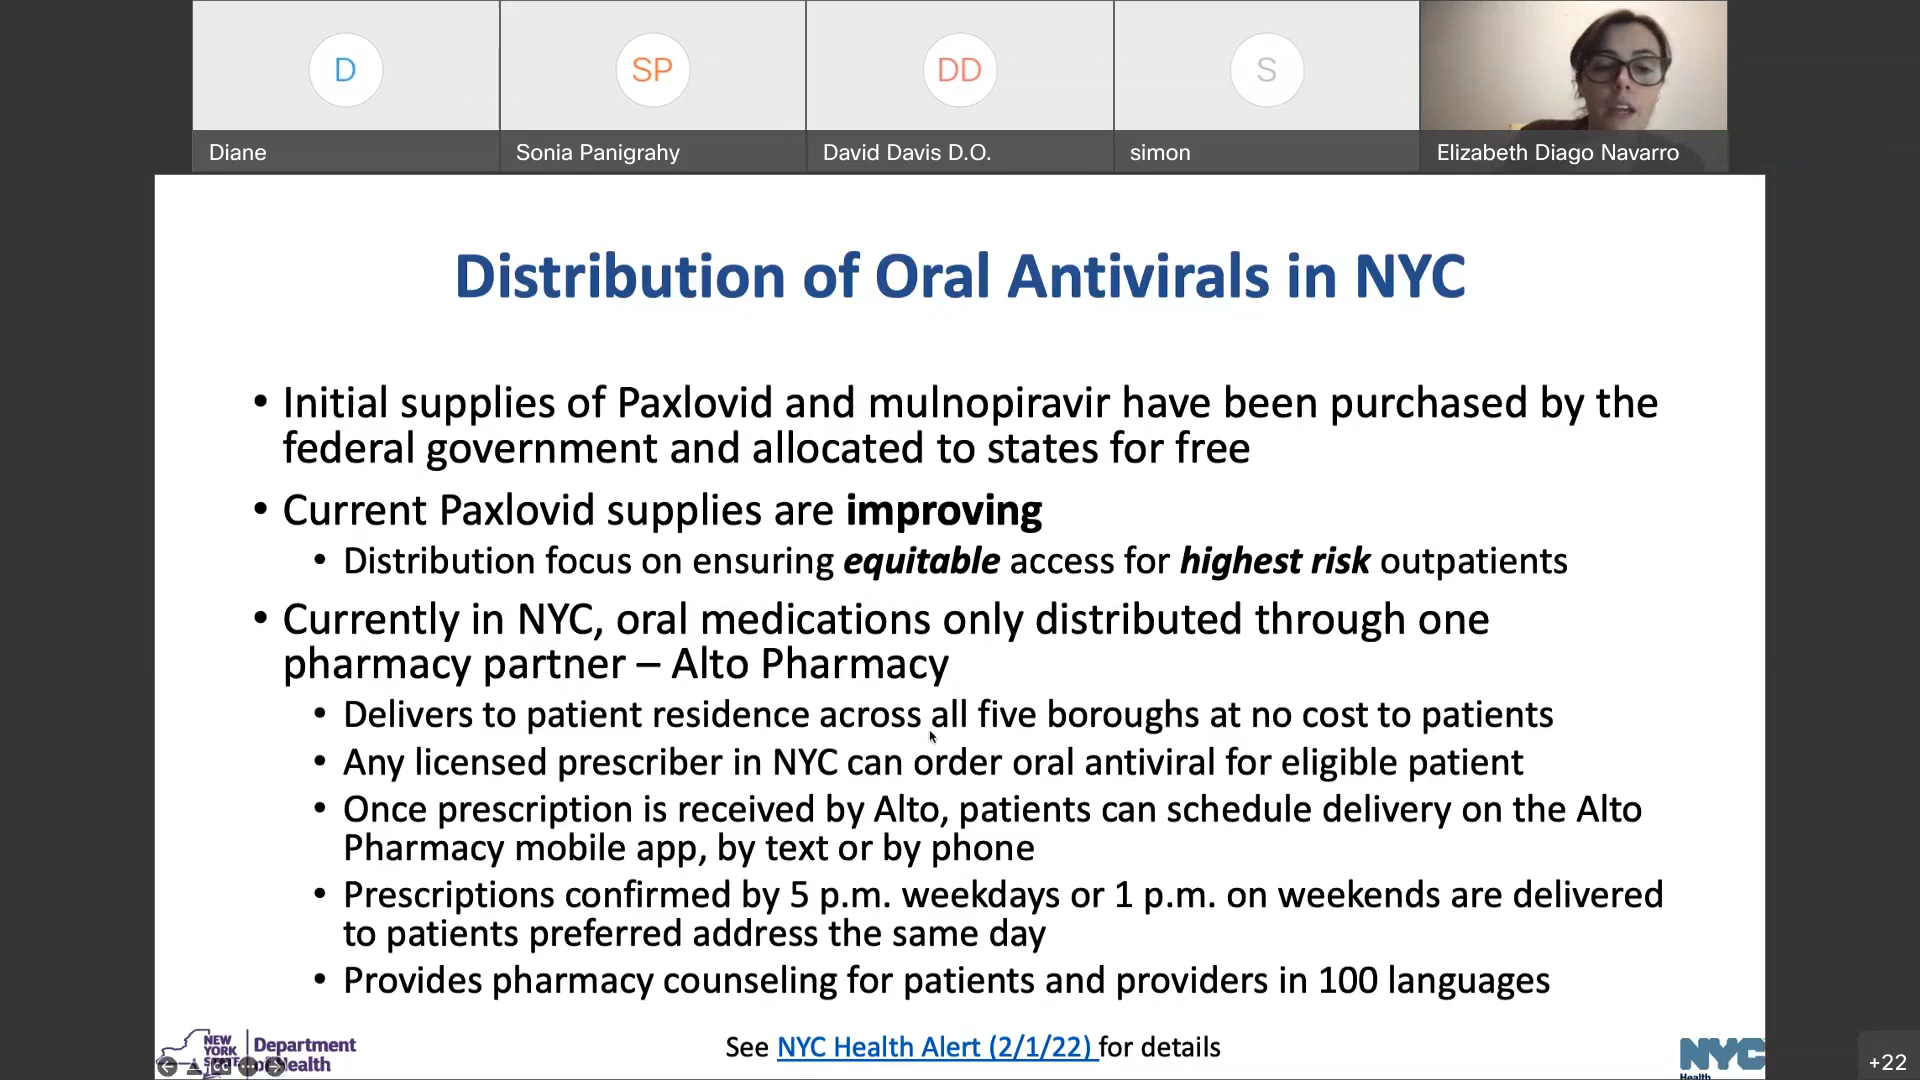 D
SP
DD
S
Diane
Sonia Panigrahy
David Davis D.O.
simon
Elizabeth Diago Navarro
Distribution of Oral Antivirals in NYC
• Initial supplies of Paxlovid and mulnopiravir have been purchased by the
federal government and allocated to states for free
• Current Paxlovid supplies are improving
• Distribution focus on ensuring equitable access for highest risk outpatients
• Currently in NYC, oral medications only distributed through one
pharmacy partner – Alto Pharmacy
• Delivers to patient residence across all five boroughs at no cost to patients
• Any licensed prescriber in NYC can order oral antiviral for eligible patient
• Once prescription is received by Alto, patients can schedule delivery on the Alto
Pharmacy mobile app, by text or by phone
• Prescriptions confirmed by 5 p.m. weekdays or 1 p.m. on weekends are delivered
to patients preferred address the same day
• Provides pharmacy counseling for patients and providers in 100 languages
NEW
YORK
STATE
Department
of Health
See NYC Health Alert (2/1/22) for details
NYC
Health
+22